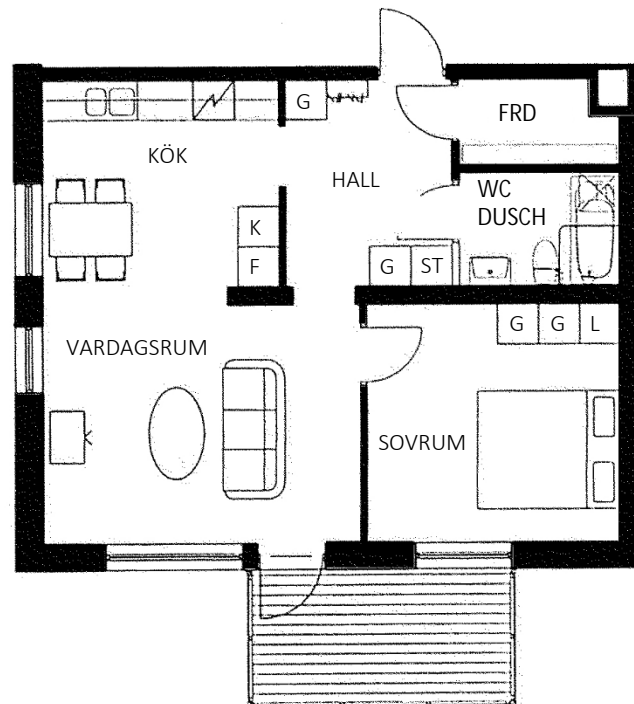 G
FRD
KÖK
HALL
WC
DUSCH
K
F
G ST
G G L
VARDAGSRUM
SOVRUM